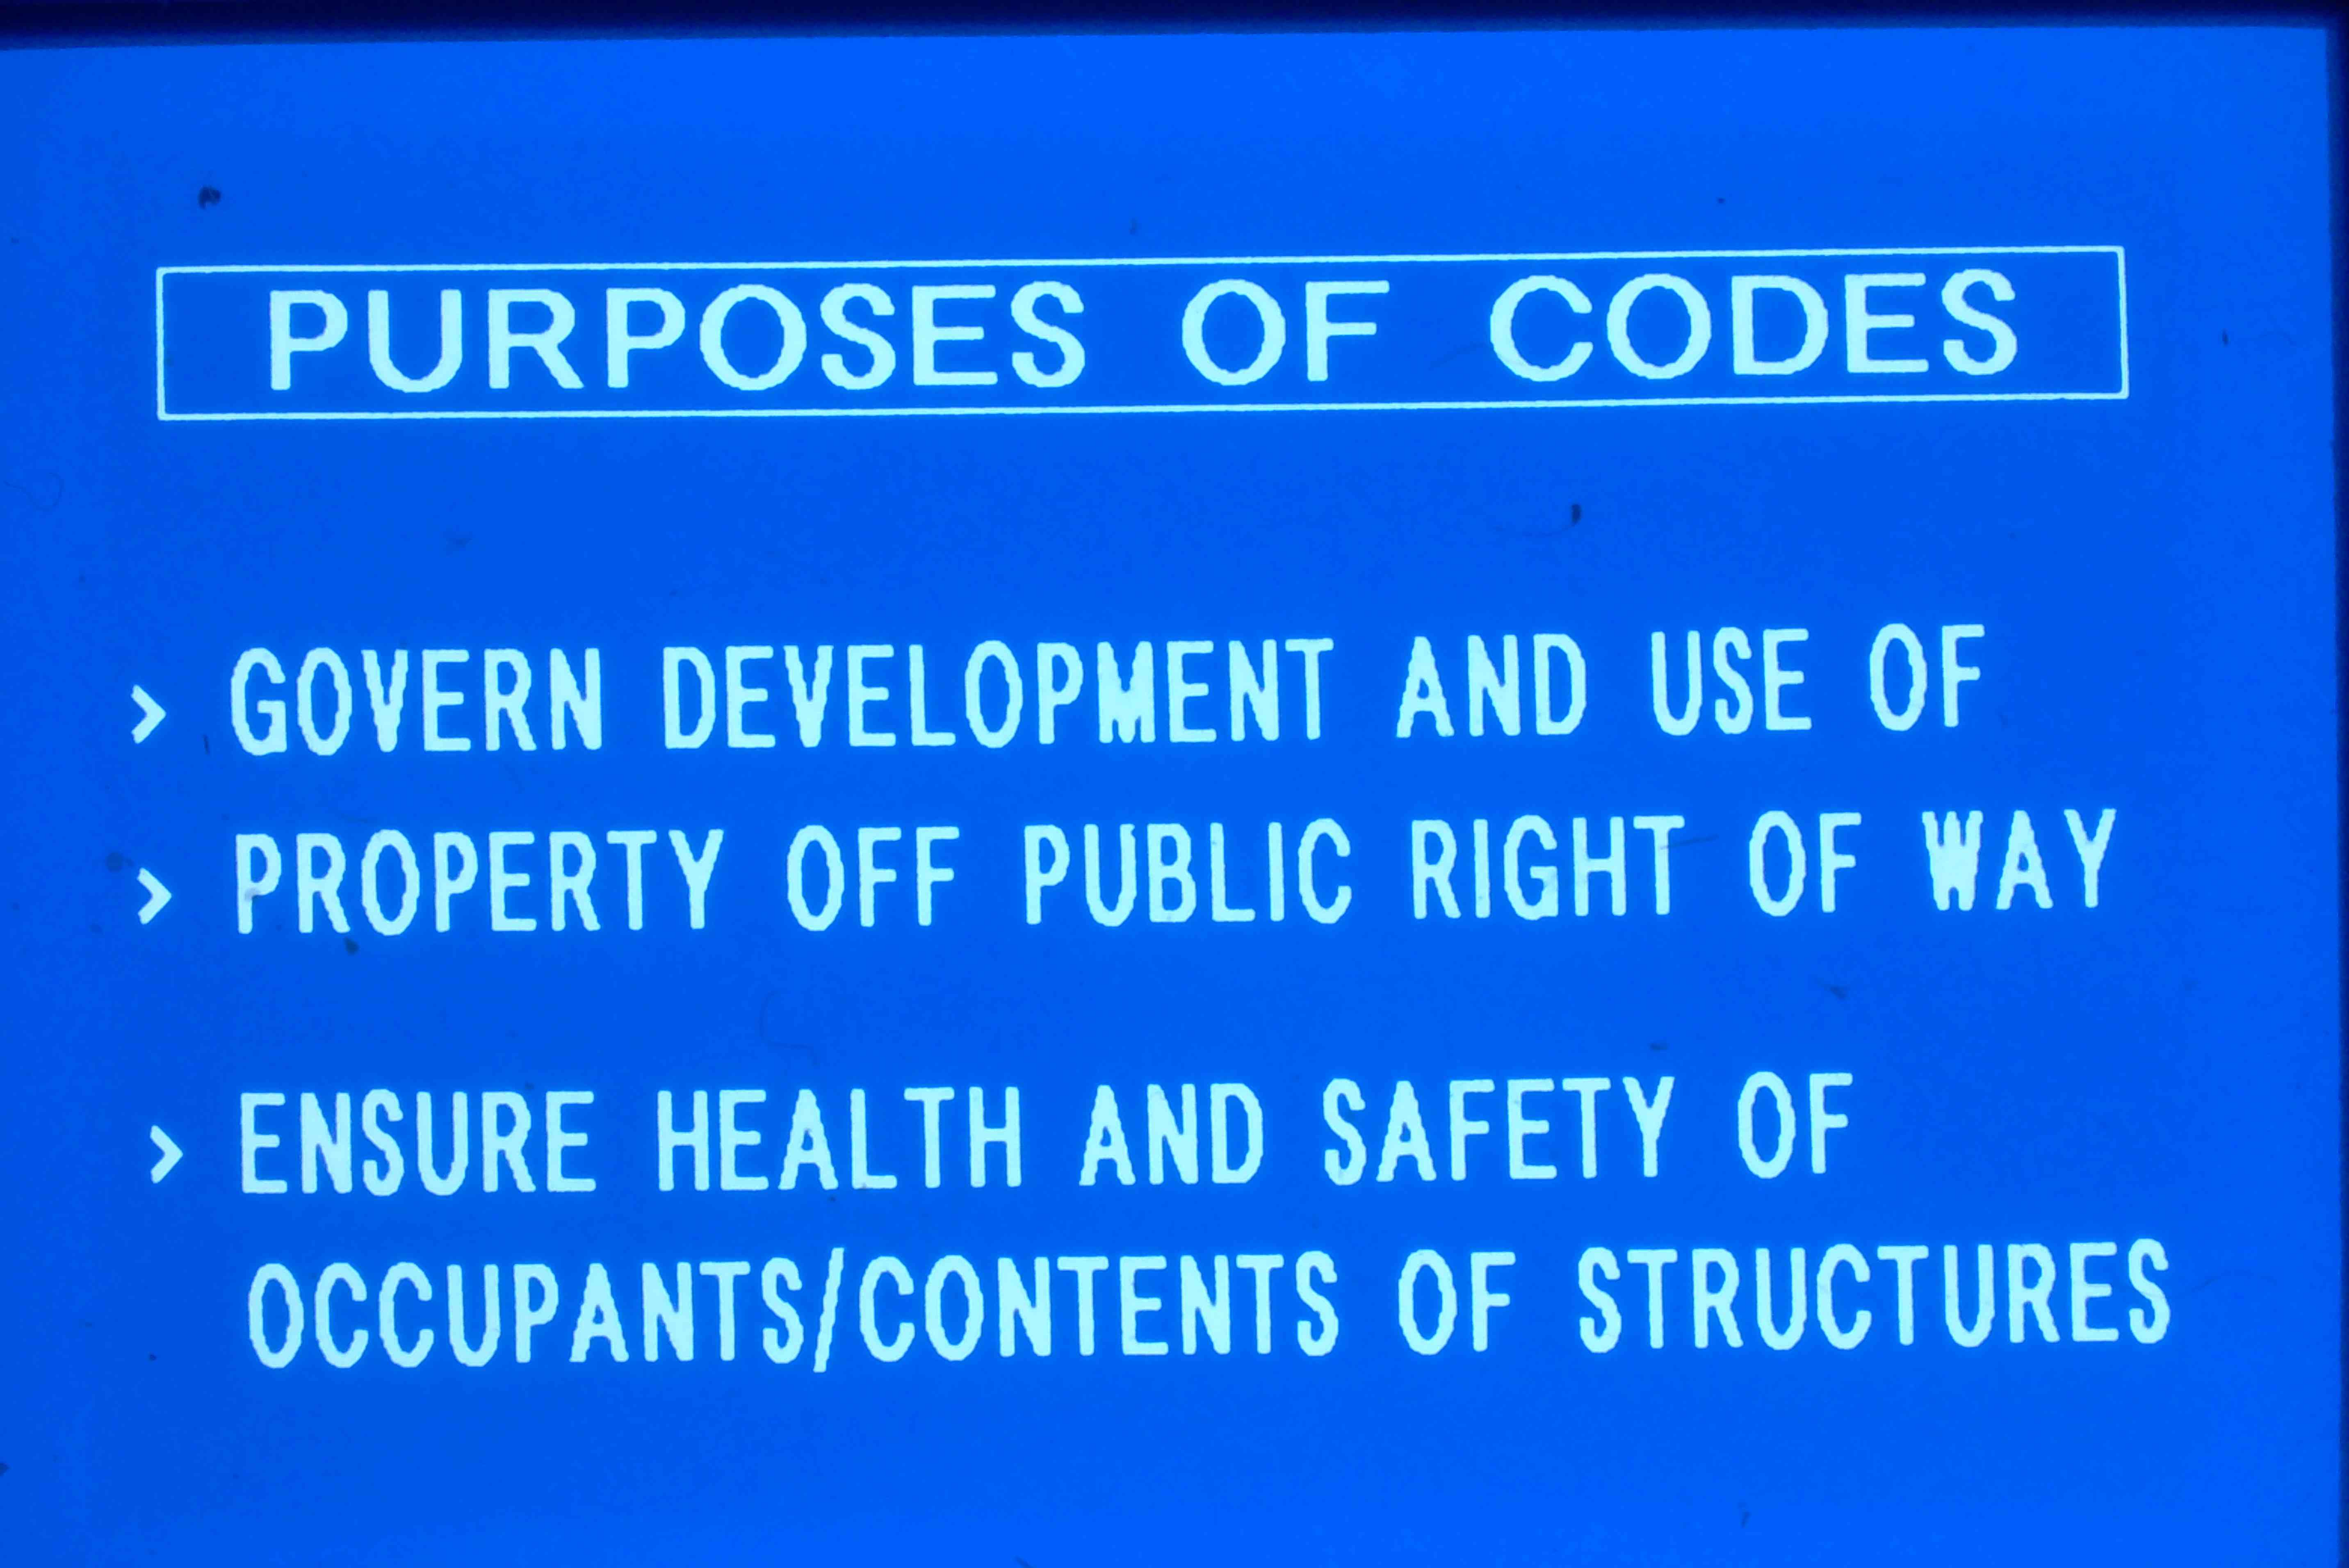 PURPOSES OF CODES
> GOVERN DEVELOPMENT AND USE OF
> PROPERTY OFF PUBLIC RIGHT OF WAY
> ENSURE HEALTH AND SAFETY OF
OCCUPANTS/CONTENTS OF STRUCTURES